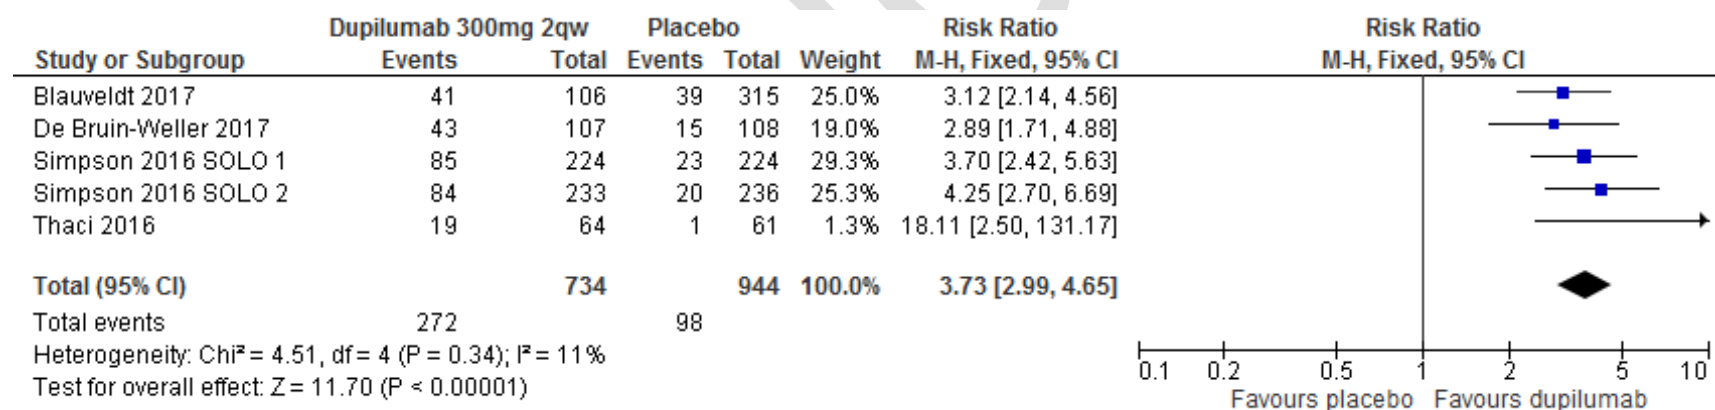 Dupilumab 300mg 2qw Placebo Risk Ratio Risk Ratio
Study or Subgroup Events Total Events Total Weight M-H, Fixed, 95% CI M-H, Fixed, 95% CI
Blauveldt 2017 41 106 39 315 25.0% 3.12 [2.14, 4.56]
De Bruin-Weller 2017 43 107 15 108 19.0% 2.89 [1.71, 4.88]
Simpson 2016 SOLO 1 85 224 23 224 29.3% 3.70 [2.42, 5.63]
Simpson 2016 SOLO 2 84 233 20 236 25.3% 4.25 [2.70, 6.69]
Thaci 2016 19 64 1 61 1.3% 18.11 [2.50, 131.17]
Total (95% CI) 734 944 100.0% 3.73 [2.99, 4.65]
Total events 272 98
Heterogeneity: Chi² = 4.51, df = 4 (P = 0.34); I² = 11%
Test for overall effect: Z = 11.70 (P < 0.00001)
0.1 0.2 0.5 1 2 5 10
Favours placebo Favours dupilumab